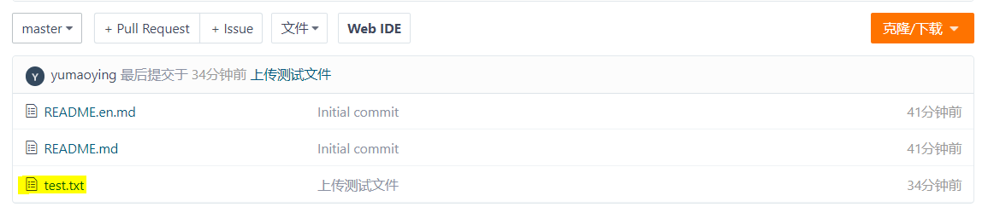 master + Pull Request + Issue 文件 Web IDE 克隆/下载
Y yumaoying 最后提交于 34分钟前 上传测试文件
README.en.md Initial commit 41分钟前
README.md Initial commit 41分钟前
test.txt 上传测试文件 34分钟前